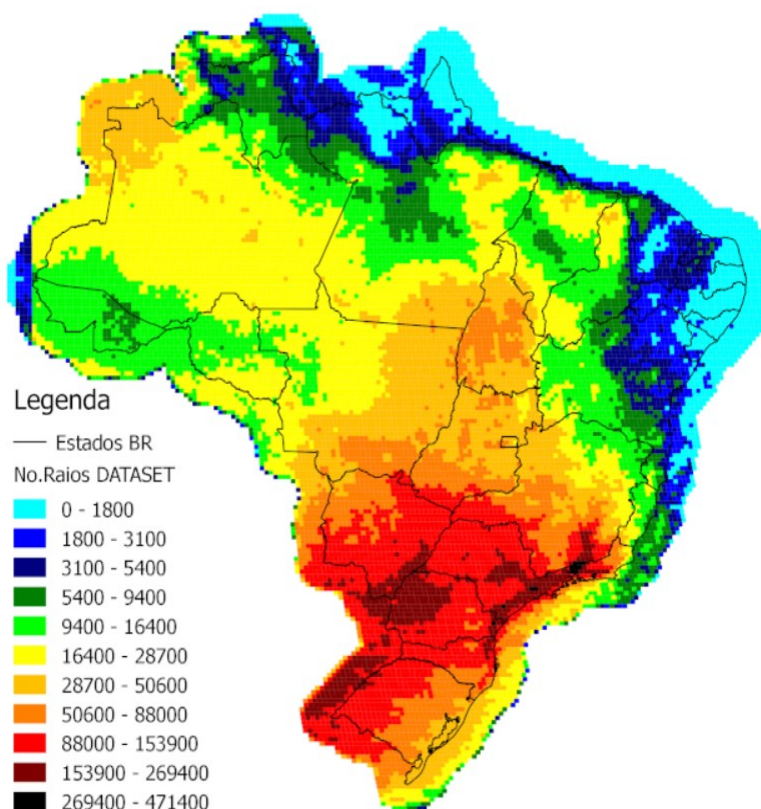 Legenda
Estados BR
No.Raios DATASET
0 - 1800
1800 - 3100
3100 - 5400
5400 - 9400
9400 - 16400
16400 - 28700
28700 - 50600
50600 - 88000
88000 - 153900
153900 - 269400
269400 - 471400